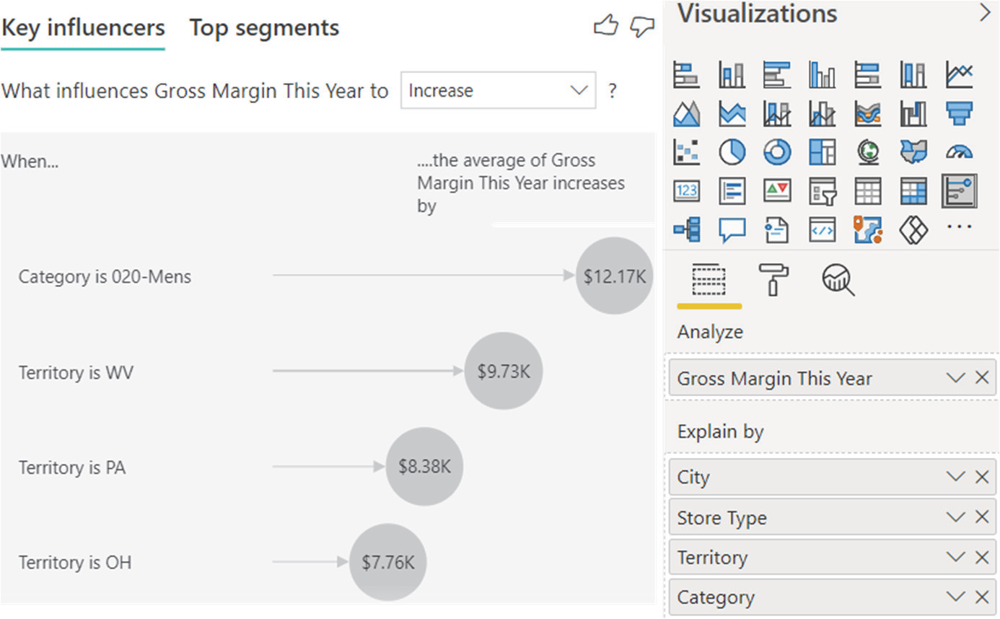 Key influencers Top segments
What influences Gross Margin This Year to Increase ?
When...
....the average of Gross
Margin This Year increases
by
Category is 020-Mens $12.17K
Territory is WV $9.73K
Territory is PA $8.38K
Territory is OH $7.76K
Visualizations
123
...
Analyze
Gross Margin This Year
Explain by
City
Store Type
Territory
Category